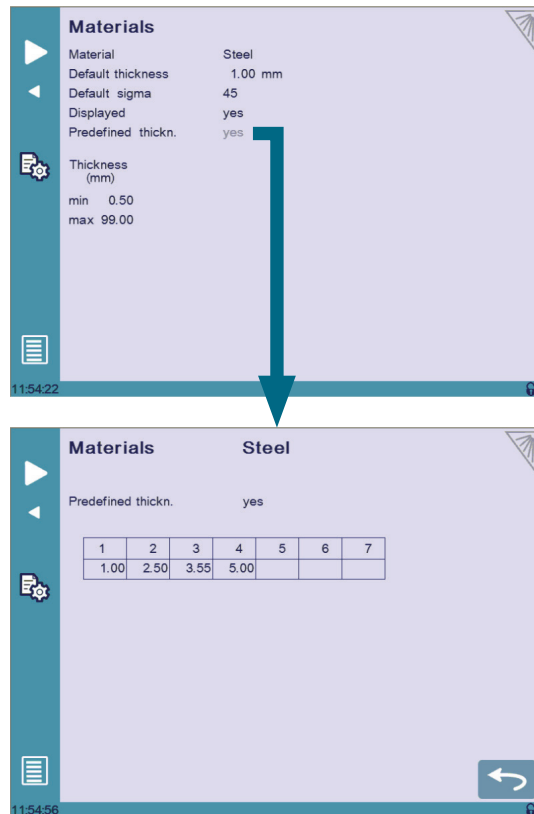 Materials
Material Steel
Default thickness 1.00 mm
Default sigma 45
Displayed yes
Predefined thickn. yes
Thickness
(mm)
min 0.50
max 99.00
11:54:22
Materials Steel
Predefined thickn. yes
1 2 3 4 5 6 7
1.00 2.50 3.55 5.00
11:54:56